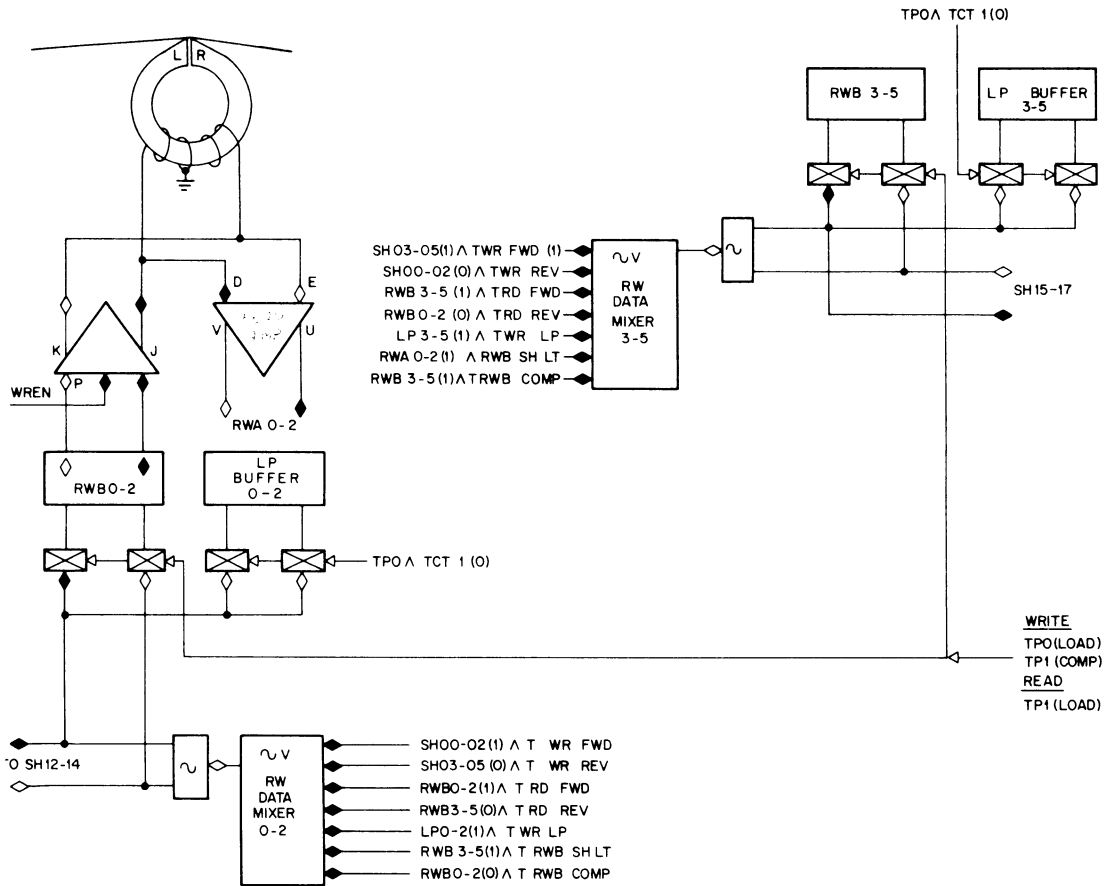 TPO∧ TCT 1(0)
L R
RWB 3-5
LP BUFFER
3-5
SH03-05(1)∧ TWR FWD (1)
SH00-02(0)∧ TWR REV
RWB 3-5 (1)∧ TRD FWD
RWB 0-2 (0)∧ TRD REV
LP 3-5(1)∧ TWR LP
RWA 0-2(1) ∧ RWB SH LT
RWB 3-5(1)∧ TRWB COMP
∼ V
RW
DATA
MIXER
3-5
∼
SH15-17
D E
V U
K J
P
WREN
RWA 0-2
RWB0-2
LP
BUFFER
0-2
TPO∧ TCT 1 (0)
WRITE
TPO(LOAD)
TP1 (COMP)
READ
TP1 (LOAD)
TO SH12-14
∼
∼ V
RW
DATA
MIXER
0-2
SH00-02(1)∧ T WR FWD
SH03-05 (0)∧ T WR REV
RWB0-2(1)∧ T RD FWD
RWB3-5(0)∧ T RD REV
LP0-2(1)∧ T WR LP
RWB 3-5(1)∧ T RWB SH LT
RWB0-2(0)∧ T RWB COMP